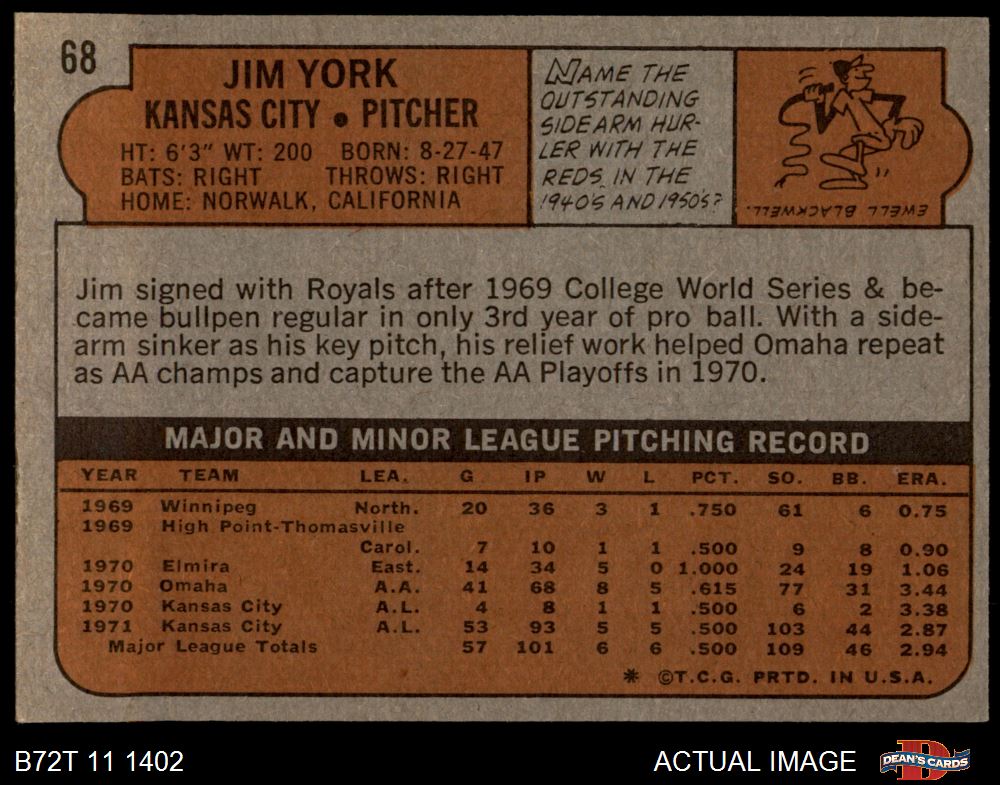 68
JIM YORK
KANSAS CITY • PITCHER
HT: 6'3" WT: 200 BORN: 8-27-47
BATS: RIGHT THROWS: RIGHT
HOME: NORWALK, CALIFORNIA
NAME THE
OUTSTANDING
SIDEARM HUR-
LER WITH THE
REDS IN THE
1940'S AND 1950'S?
EWELL BLACKWELL.
Jim signed with Royals after 1969 College World Series & be-
came bullpen regular in only 3rd year of pro ball. With a side-
arm sinker as his key pitch, his relief work helped Omaha repeat
as AA champs and capture the AA Playoffs in 1970.
MAJOR AND MINOR LEAGUE PITCHING RECORD
YEAR TEAM LEA. G IP W L PCT. SO. BB. ERA.
1969 Winnipeg North. 20 36 3 1 .750 61 6 0.75
1969 High Point-Thomasville
Carol. 7 10 1 1 .500 9 8 0.90
1970 Elmira East. 14 34 5 0 1.000 24 19 1.06
1970 Omaha A.A. 41 68 8 5 .615 77 31 3.44
1970 Kansas City A.L. 4 8 1 1 .500 6 2 3.38
1971 Kansas City A.L. 53 93 5 5 .500 103 44 2.87
Major League Totals 57 101 6 6 .500 109 46 2.94
* ©T.C.G. PRTD. IN U.S.A.
B72T 11 1402
ACTUAL IMAGE
D
DEAN'S CARDS